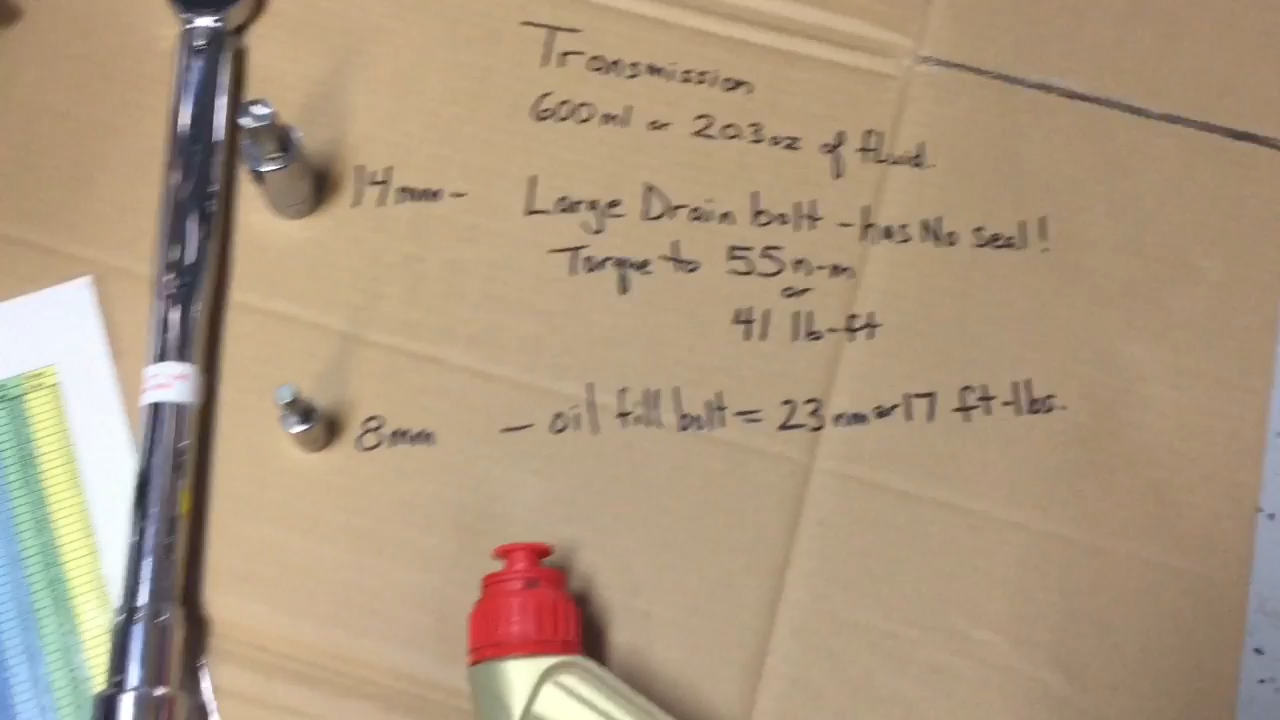 Transmission
600ml or 20.3oz of fluid.
14mm- Large Drain bolt - has No seal!
Torque to 55n-m
or
41 lb-ft
8mm - oil fill bolt = 23nm or 17 ft-lbs.